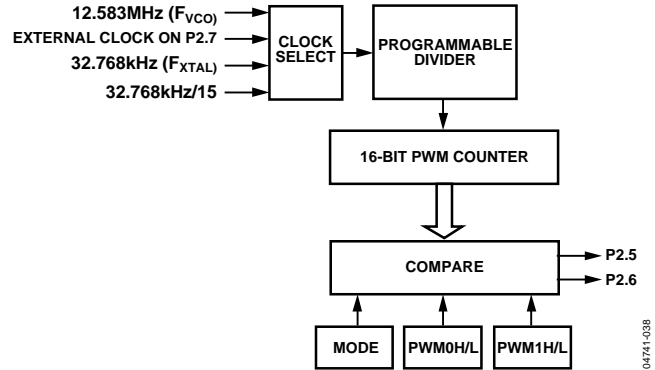 12.583MHz (FVCO)
EXTERNAL CLOCK ON P2.7
32.768kHz (FXTAL)
32.768kHz/15
CLOCK
SELECT
PROGRAMMABLE
DIVIDER
16-BIT PWM COUNTER
COMPARE
P2.5
P2.6
MODE
PWM0H/L
PWM1H/L
04741-038